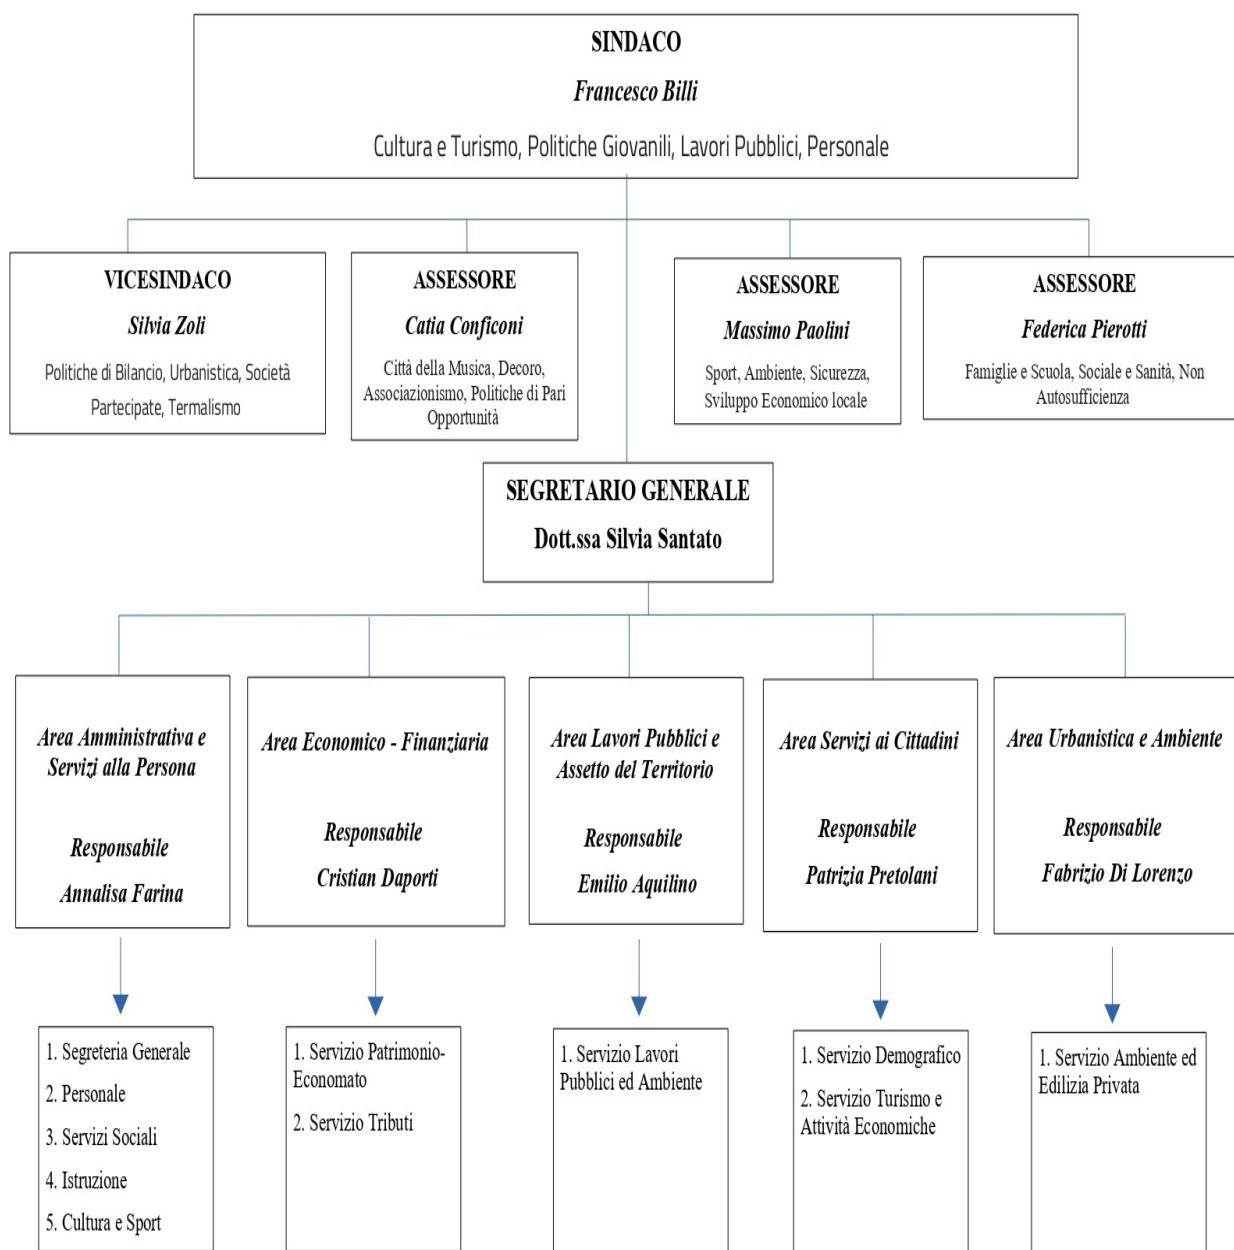 SINDACO
Francesco Billi
Cultura e Turismo, Politiche Giovanili, Lavori Pubblici, Personale
VICESINDACO
Silvia Zoli
Politiche di Bilancio, Urbanistica, Società
Partecipate, Termalismo
ASSESSORE
Catia Conficoni
Città della Musica, Decoro,
Associazionismo, Politiche di Pari
Opportunità
ASSESSORE
Massimo Paolini
Sport, Ambiente, Sicurezza,
Sviluppo Economico locale
ASSESSORE
Federica Pierotti
Famiglie e Scuola, Sociale e Sanità, Non
Autosufficienza
SEGRETARIO GENERALE
Dott.ssa Silvia Santato
Area Amministrativa e
Servizi alla Persona
Responsabile
Annalisa Farina
Area Economico - Finanziaria
Responsabile
Cristian Daporti
Area Lavori Pubblici e
Assetto del Territorio
Responsabile
Emilio Aquilino
Area Servizi ai Cittadini
Responsabile
Patrizia Pretolani
Area Urbanistica e Ambiente
Responsabile
Fabrizio Di Lorenzo
1. Segreteria Generale
2. Personale
3. Servizi Sociali
4. Istruzione
5. Cultura e Sport
1. Servizio Patrimonio-
Economato
2. Servizio Tributi
1. Servizio Lavori
Pubblici ed Ambiente
1. Servizio Demografico
2. Servizio Turismo e
Attività Economiche
1. Servizio Ambiente ed
Edilizia Privata